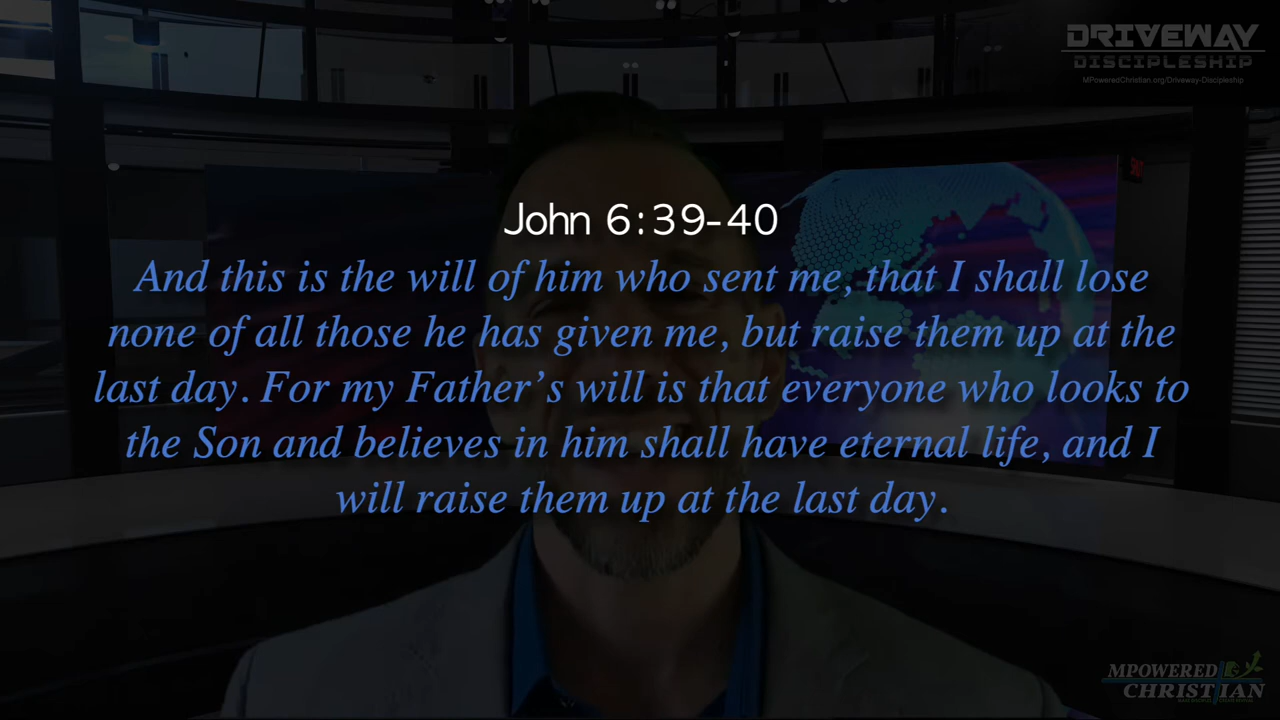 DRIVEWAY
DISCIPLESHIP
MPoweredChristian.org/Driveway-Discipleship
John 6:39-40
And this is the will of him who sent me, that I shall lose
none of all those he has given me, but raise them up at the
last day. For my Father’s will is that everyone who looks to
the Son and believes in him shall have eternal life, and I
will raise them up at the last day.
MPOWERED
CHRISTIAN